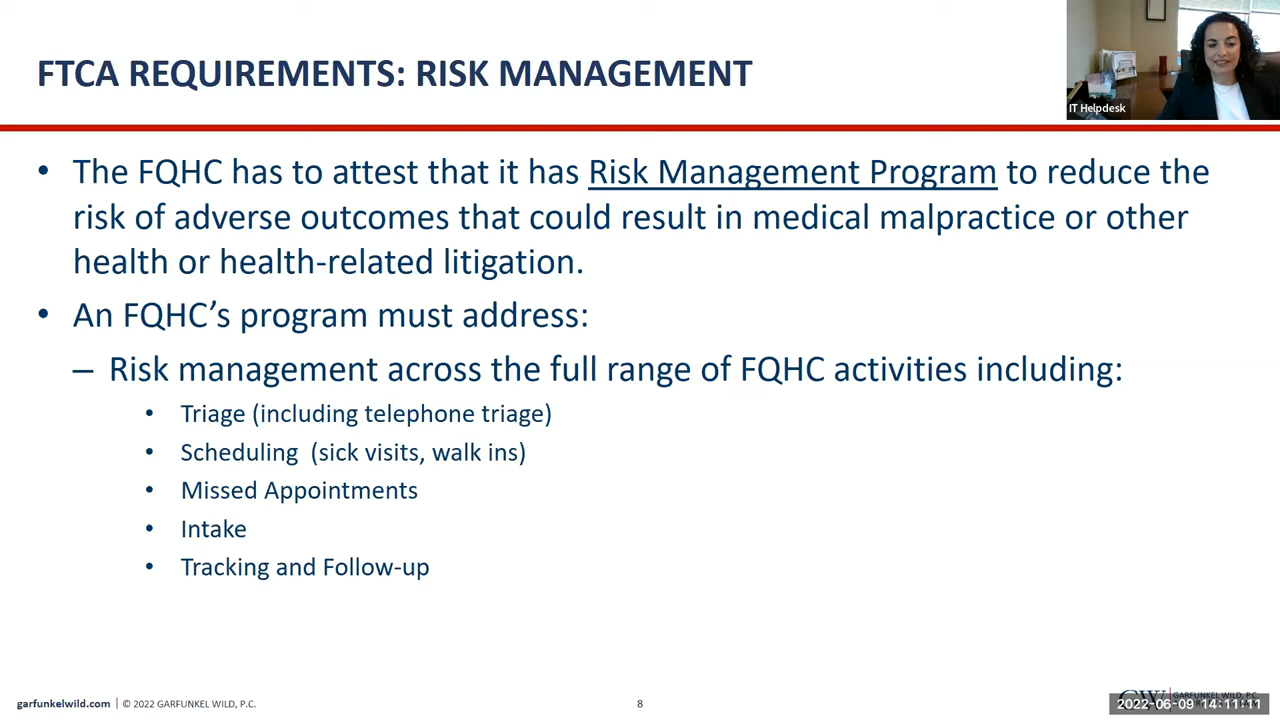 FTCA REQUIREMENTS: RISK MANAGEMENT
IT Helpdesk
• The FQHC has to attest that it has Risk Management Program to reduce the
risk of adverse outcomes that could result in medical malpractice or other
health or health-related litigation.
• An FQHC’s program must address:
– Risk management across the full range of FQHC activities including:
• Triage (including telephone triage)
• Scheduling (sick visits, walk ins)
• Missed Appointments
• Intake
• Tracking and Follow-up
garfunkelwild.com | © 2022 GARFUNKEL WILD, P.C.
8
GARFUNKEL WILD, P.C.
2022-06-09 14:11:11